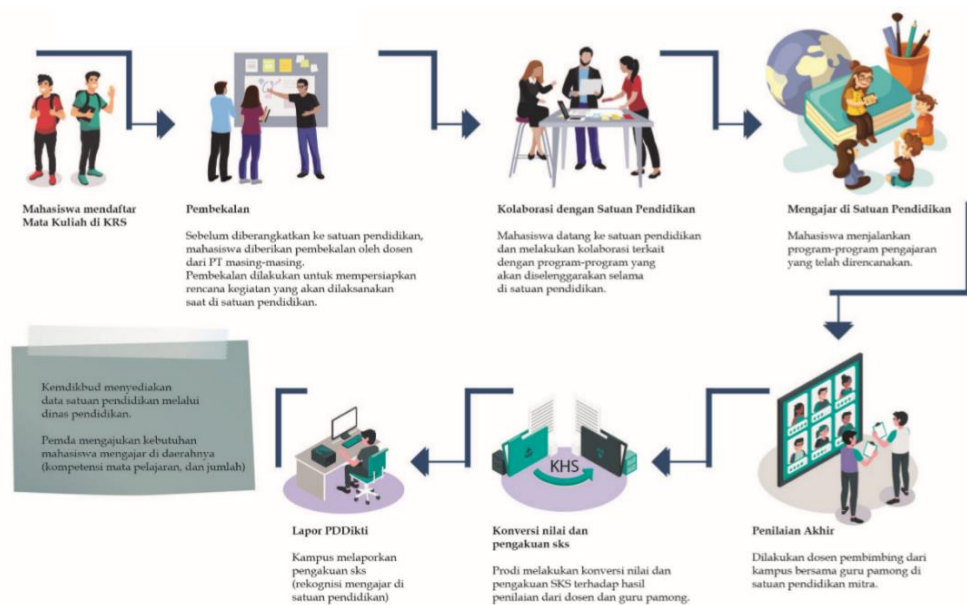 Mahasiswa mendaftar
Mata Kuliah di KRS
Pembekalan
Sebelum diberangkatkan ke satuan pendidikan,
mahasiswa diberikan pembekalan oleh dosen
dari PT masing-masing.
Pembekalan dilakukan untuk mempersiapkan
rencana kegiatan yang akan dilaksanakan
saat di satuan pendidikan.
Kolaborasi dengan Satuan Pendidikan
Mahasiswa datang ke satuan pendidikan
dan melakukan kolaborasi terkait
dengan program-program yang
akan diselenggarakan selama
di satuan pendidikan.
Mengajar di Satuan Pendidikan
Mahasiswa menjalankan
program-program pengajaran
yang telah direncanakan.
Penilaian Akhir
Dilakukan dosen pembimbing dari
kampus bersama guru pamong di
satuan pendidikan mitra.
KHS
Konversi nilai dan
pengakuan sks
Prodi melakukan konversi nilai dan
pengakuan SKS terhadap hasil
penilaian dari dosen dan guru pamong.
Lapor PDDikti
Kampus melaporkan
pengakuan sks
(rekognisi mengajar di
satuan pendidikan)
Kemdikbud menyediakan
data satuan pendidikan melalui
dinas pendidikan.
Pemda mengajukan kebutuhan
mahasiswa mengajar di daerahnya
(kompetensi mata pelajaran, dan jumlah)